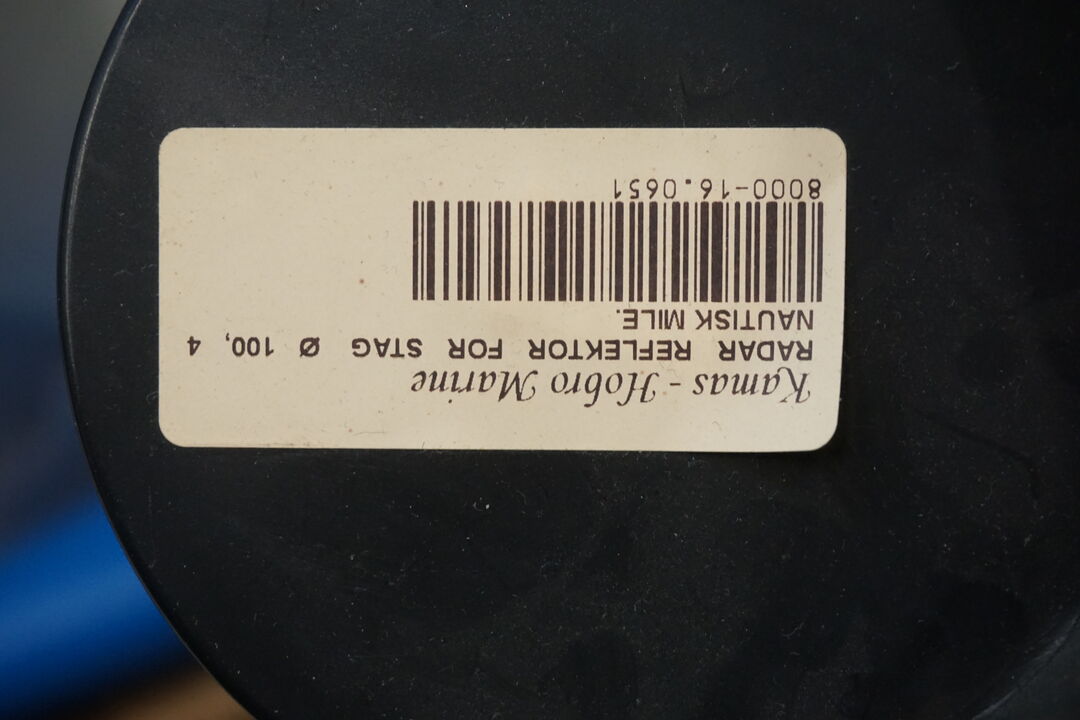 Kamas - Hobro Marine
RADAR REFLEKTOR FOR STAG Ø 100, 4
NAUTISK MILE.
8000-16.0651